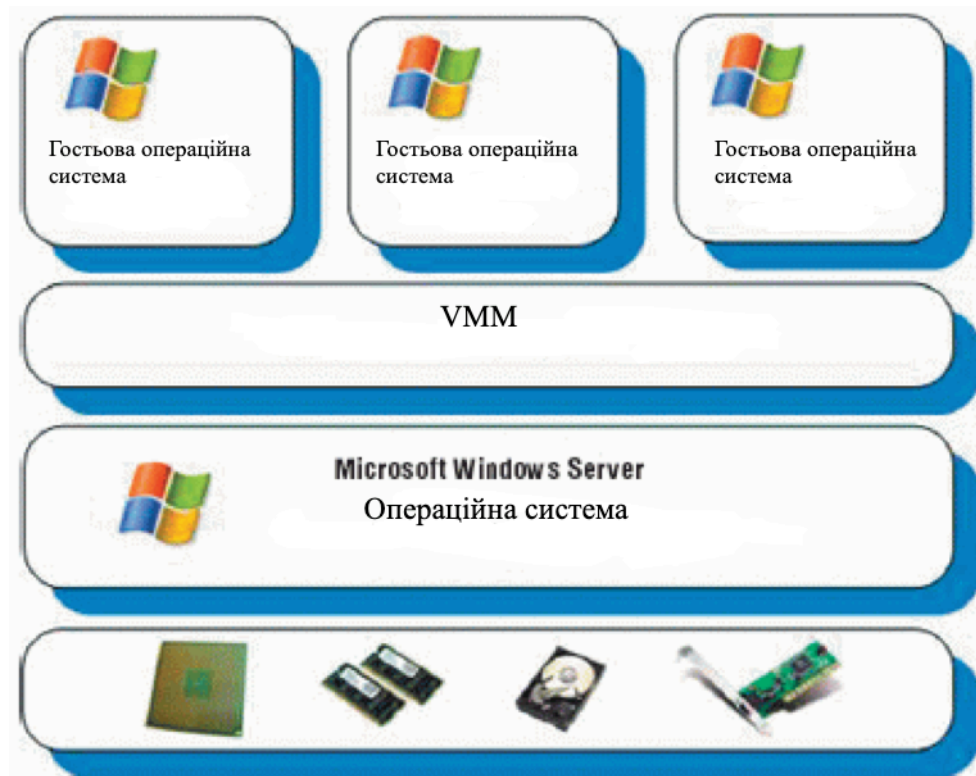 Гостьова операційна
система
Гостьова операційна
система
Гостьова операційна
система
VMM
Microsoft Windows Server
Операційна система